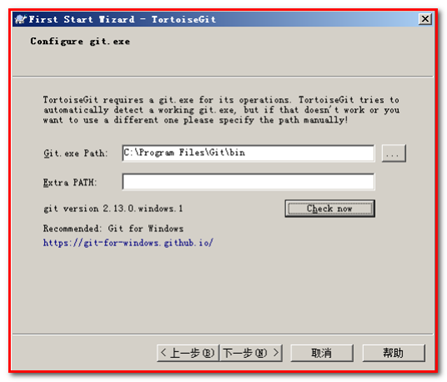 First Start Wizard - TortoiseGit
Configure git.exe
TortoiseGit requires a git.exe for its operations. TortoiseGit tries to
automatically detect a working git.exe, but if that doesn't work or you
want to use a different one please specify the path manually!
Git.exe Path: C:\Program Files\Git\bin ...
Extra PATH:
git version 2.13.0.windows.1 Check now
Recommended: Git for Windows
https://git-for-windows.github.io/
< 上一步(B) 下一步(N) > 取消 帮助